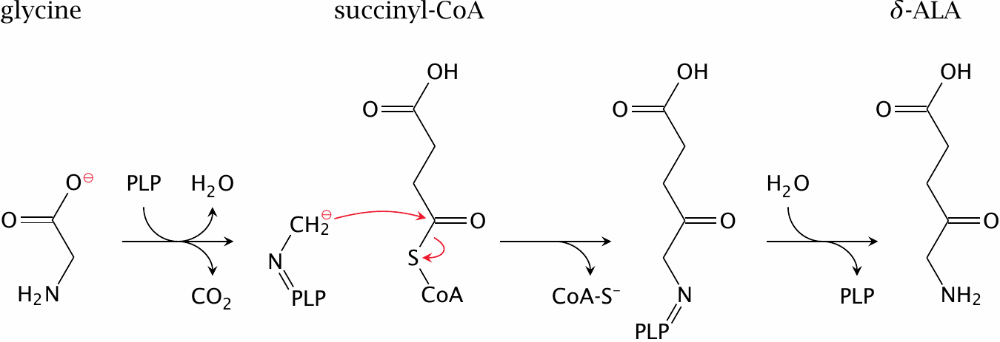 glycine succinyl-CoA δ-ALA
OH OH OH
O O O
O⊖ PLP H₂O H₂O
O CH₂⊖ O O O
N S
H₂N CO₂ PLP CoA CoA-S⁻ N PLP NH₂
PLP